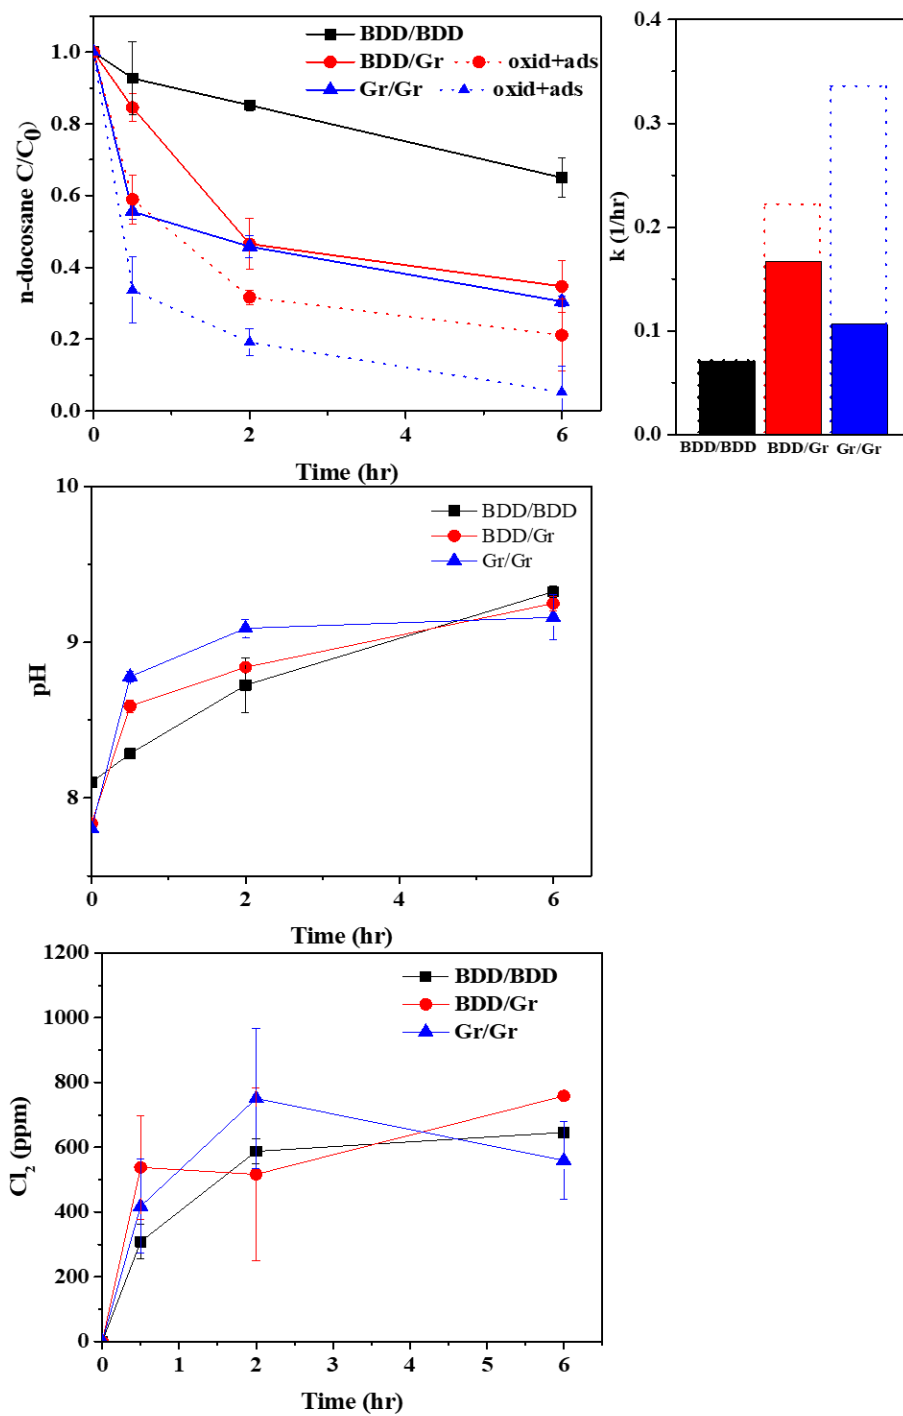 BDD/BDD
BDD/Gr
oxid+ads
Gr/Gr
oxid+ads
1.0
0.8
0.6
0.4
0.2
0.0
n-docosane C/C0)
0
2
4
6
Time (hr)
0.4
0.3
0.2
0.1
0.0
k (1/hr)
BDD/BDD
BDD/Gr
Gr/Gr
10
9
8
pH
BDD/BDD
BDD/Gr
Gr/Gr
0
2
4
6
Time (hr)
1200
1000
800
600
400
200
0
Cl2 (ppm)
BDD/BDD
BDD/Gr
Gr/Gr
0
1
2
3
4
5
6
Time (hr)